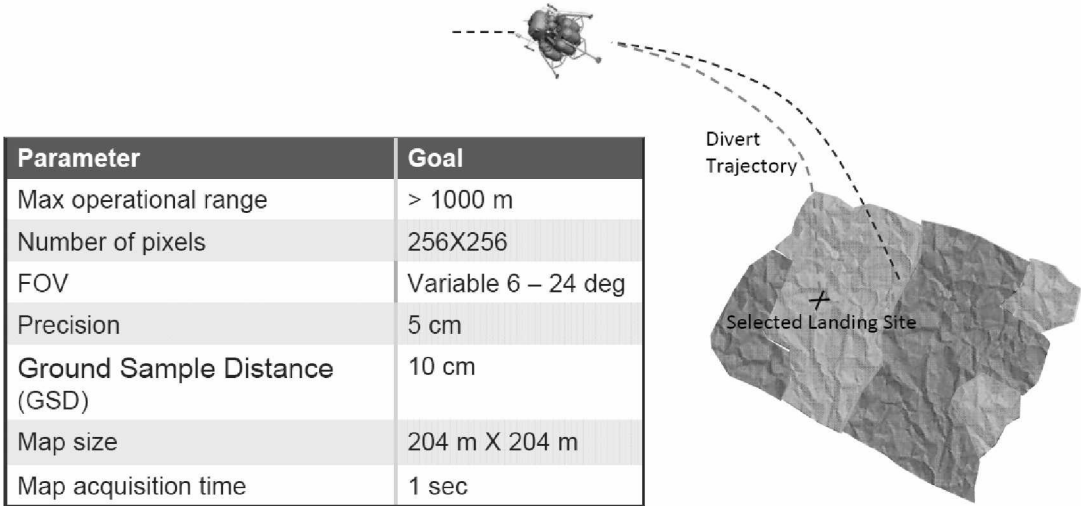 Parameter Goal
Max operational range > 1000 m
Number of pixels 256X256
FOV Variable 6 – 24 deg
Precision 5 cm
Ground Sample Distance 10 cm
(GSD)
Map size 204 m X 204 m
Map acquisition time 1 sec
Divert
Trajectory
Selected Landing Site